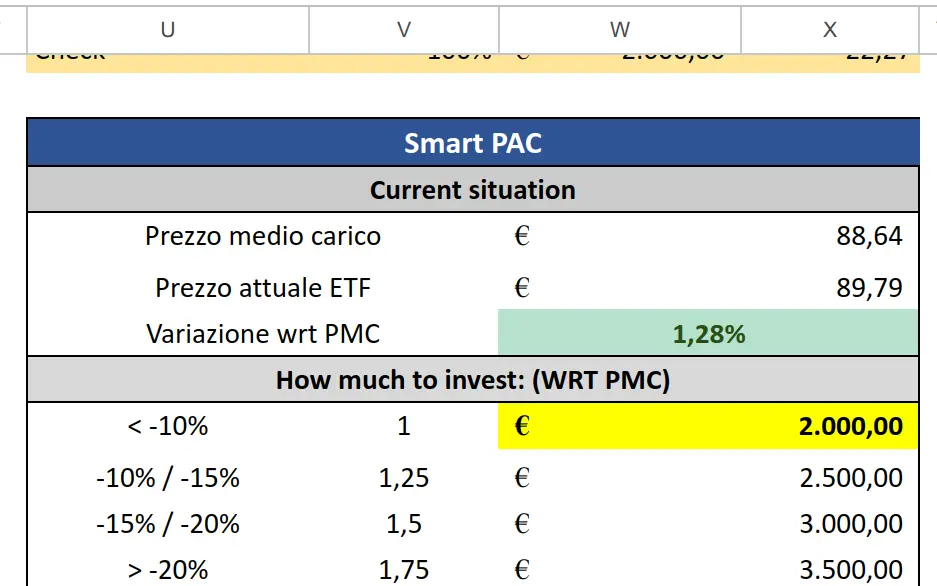 U V W X
Check 100% € 2.000,00 22,27
Smart PAC
Current situation
Prezzo medio carico € 88,64
Prezzo attuale ETF € 89,79
Variazione wrt PMC 1,28%
How much to invest: (WRT PMC)
< -10% 1 € 2.000,00
-10% / -15% 1,25 € 2.500,00
-15% / -20% 1,5 € 3.000,00
> -20% 1,75 € 3.500,00